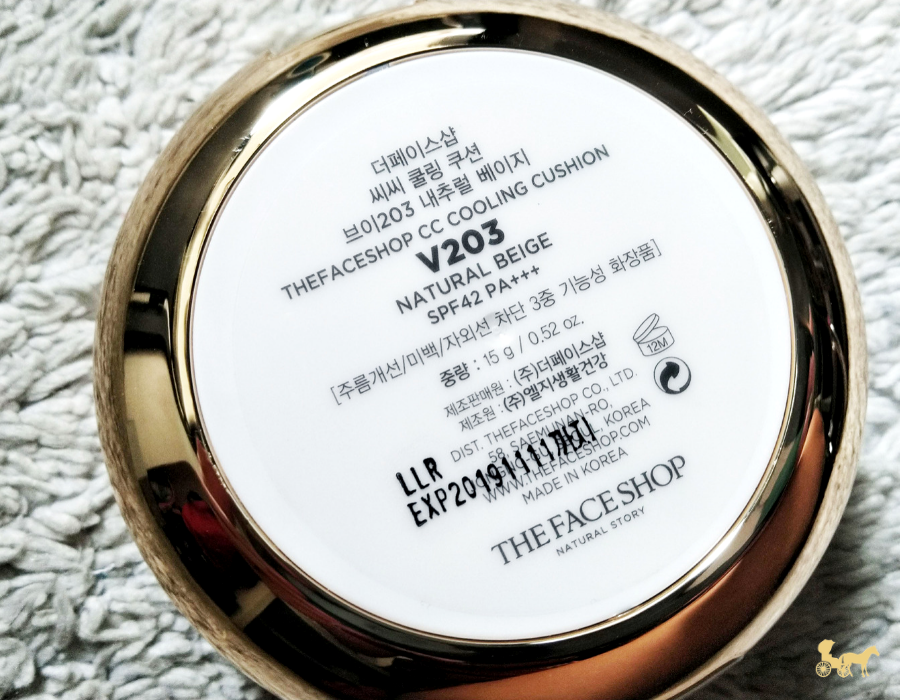 더페이스샵
씨씨 쿨링 쿠션
브이203 내추럴 베이지
THEFACESHOP CC COOLING CUSHION
V203
NATURAL BEIGE
SPF42 PA+++
[주름개선/미백/자외선 차단 3중 기능성 화장품]
중량 : 15 g / 0.52 oz.
제조판매원 : (주)더페이스샵
제조원 : (주)엘지생활건강
12M
DIST. THEFACESHOP CO., LTD.
58, SAEMUNAN-RO, KOREA
WWW.THEFACESHOP.COM
MADE IN KOREA
LLR
EXP20191111까지
THE FACE SHOP
NATURAL STORY